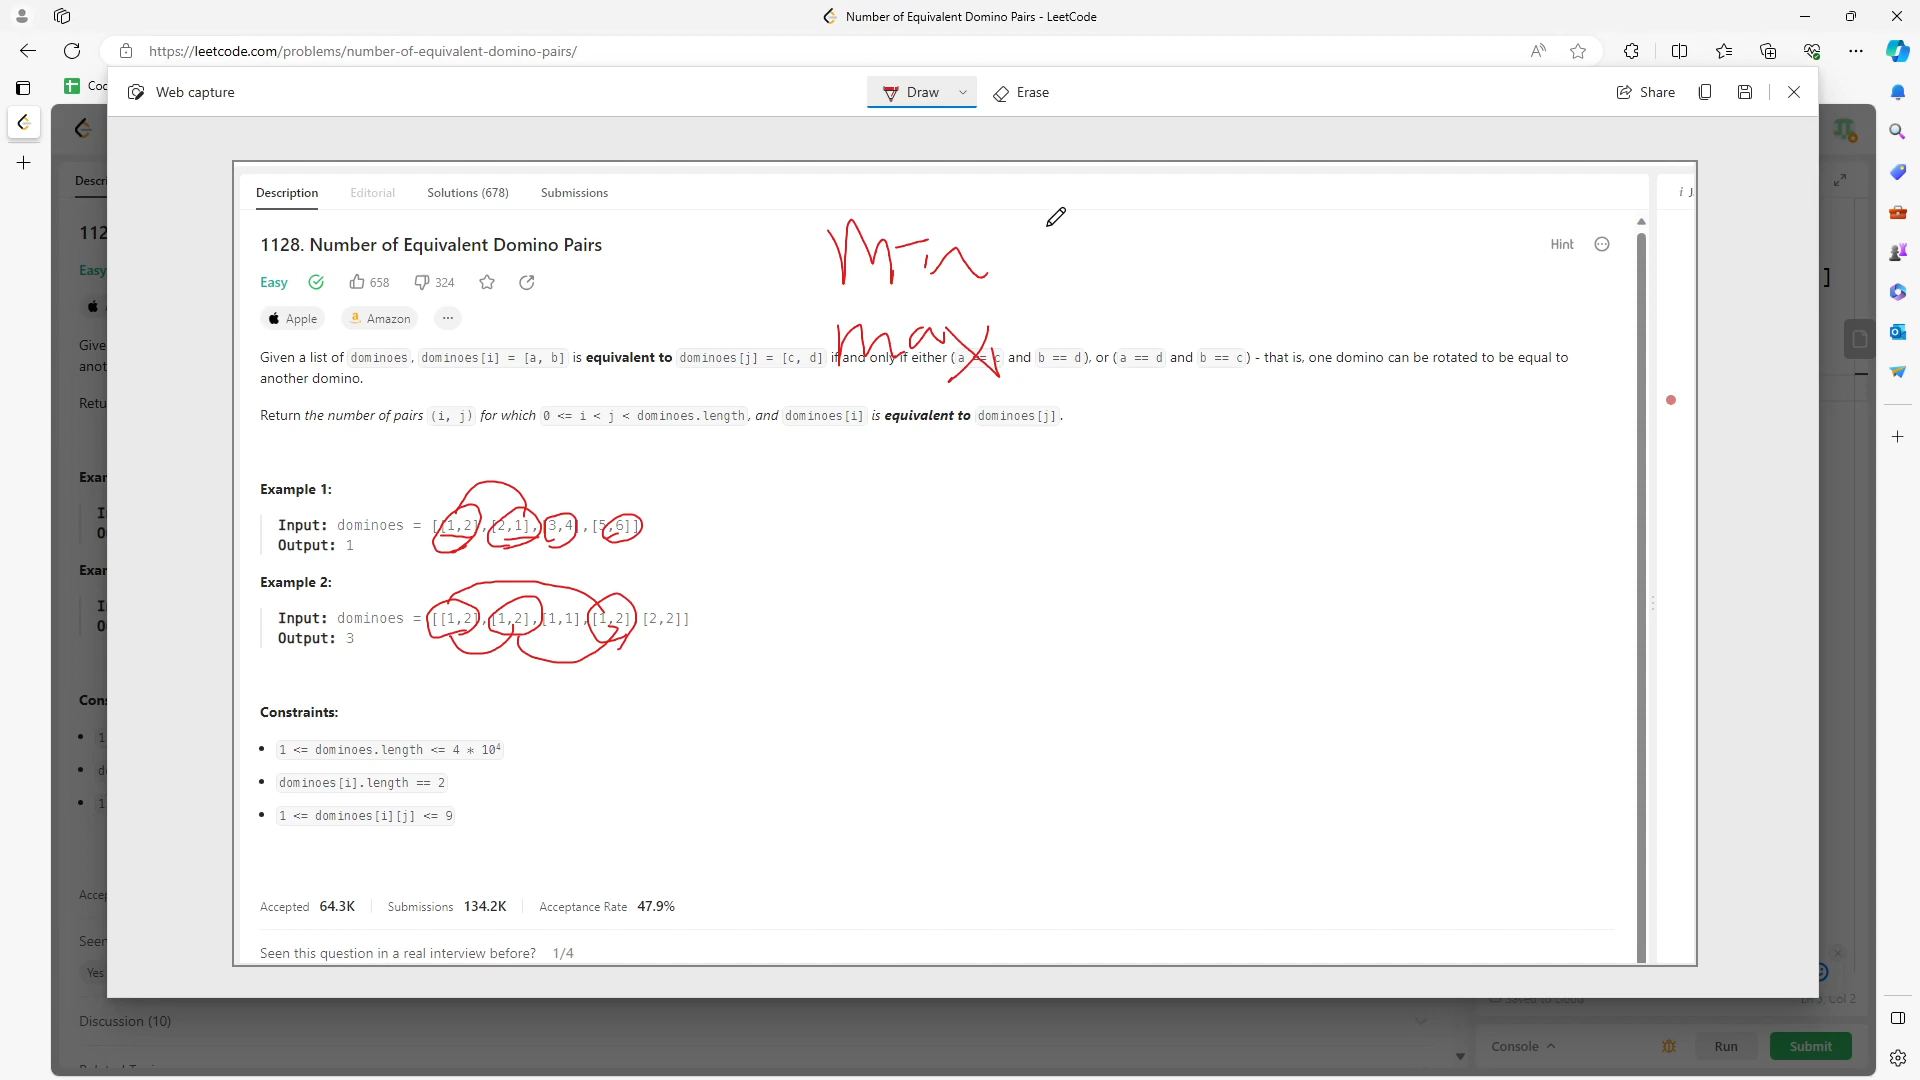 Number of Equivalent Domino Pairs - LeetCode
https://leetcode.com/problems/number-of-equivalent-domino-pairs/
Web capture
Draw
Erase
Share
Description
Editorial
Solutions (678)
Submissions
Min
max
1128. Number of Equivalent Domino Pairs
Hint
Easy
658
324
Apple
Amazon
Given a list of dominoes, dominoes[i] = [a, b] is equivalent to dominoes[j] = [c, d] if and only if either (a == c and b == d), or (a == d and b == c) - that is, one domino can be rotated to be equal to
another domino.
Return the number of pairs (i, j) for which 0 <= i < j < dominoes.length, and dominoes[i] is equivalent to dominoes[j].
Example 1:
Input: dominoes = [[1,2],[2,1],[3,4],[5,6]]
Output: 1
Example 2:
Input: dominoes = [[1,2],[1,2],[1,1],[1,2],[2,2]]
Output: 3
Constraints:
1 <= dominoes.length <= 4 * 10⁴
dominoes[i].length == 2
1 <= dominoes[i][j] <= 9
Accepted 64.3K
Submissions 134.2K
Acceptance Rate 47.9%
Seen this question in a real interview before? 1/4
Discussion (10)
Console
Run
Submit